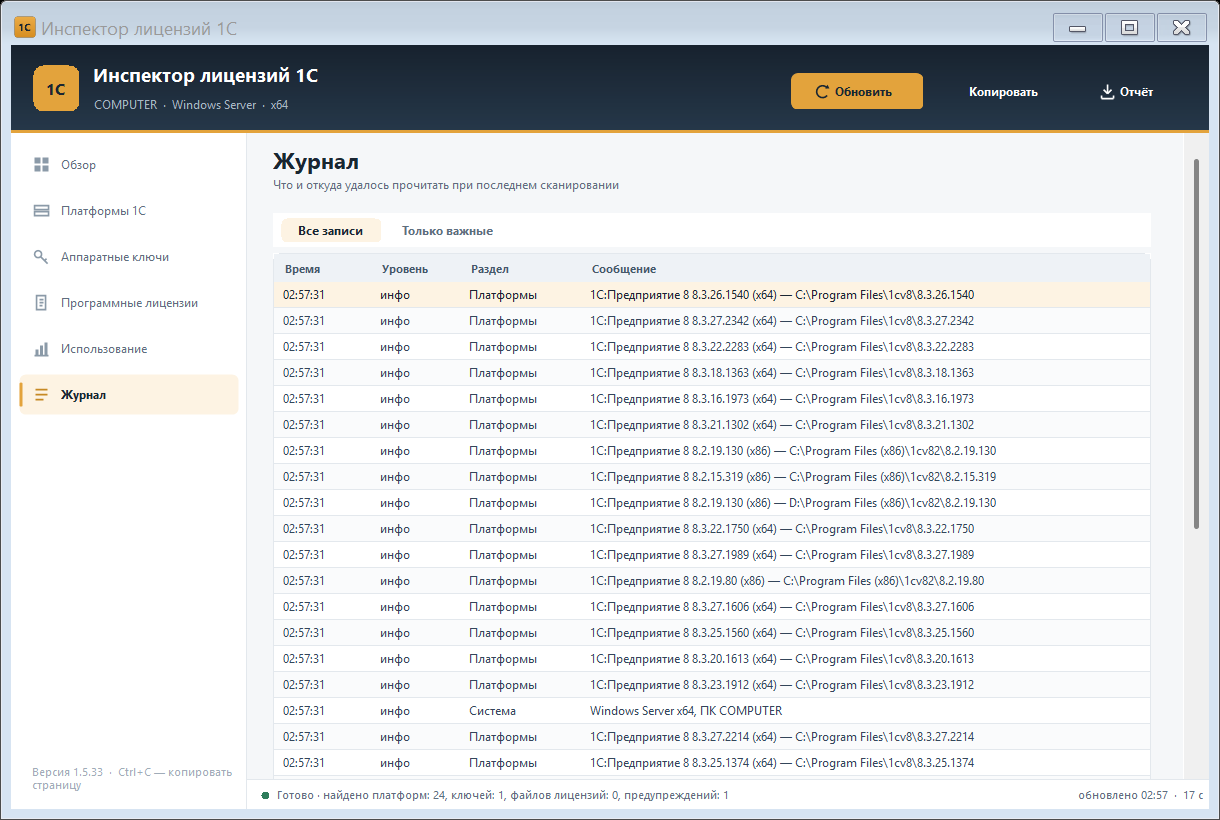 1C Инспектор лицензий 1С
1C
Инспектор лицензий 1С
COMPUTER · Windows Server · x64
Обновить
Копировать
Отчёт
Обзор
Платформы 1С
Аппаратные ключи
Программные лицензии
Использование
Журнал
Версия 1.5.33 · Ctrl+C — копировать
страницу
Журнал
Что и откуда удалось прочитать при последнем сканировании
Все записи Только важные
Время Уровень Раздел Сообщение
02:57:31 инфо Платформы 1С:Предприятие 8 8.3.26.1540 (x64) — C:\Program Files\1cv8\8.3.26.1540
02:57:31 инфо Платформы 1С:Предприятие 8 8.3.27.2342 (x64) — C:\Program Files\1cv8\8.3.27.2342
02:57:31 инфо Платформы 1С:Предприятие 8 8.3.22.2283 (x64) — C:\Program Files\1cv8\8.3.22.2283
02:57:31 инфо Платформы 1С:Предприятие 8 8.3.18.1363 (x64) — C:\Program Files\1cv8\8.3.18.1363
02:57:31 инфо Платформы 1С:Предприятие 8 8.3.16.1973 (x64) — C:\Program Files\1cv8\8.3.16.1973
02:57:31 инфо Платформы 1С:Предприятие 8 8.3.21.1302 (x64) — C:\Program Files\1cv8\8.3.21.1302
02:57:31 инфо Платформы 1С:Предприятие 8 8.2.19.130 (x86) — C:\Program Files (x86)\1cv82\8.2.19.130
02:57:31 инфо Платформы 1С:Предприятие 8 8.2.15.319 (x86) — C:\Program Files (x86)\1cv82\8.2.15.319
02:57:31 инфо Платформы 1С:Предприятие 8 8.2.19.130 (x86) — D:\Program Files (x86)\1cv82\8.2.19.130
02:57:31 инфо Платформы 1С:Предприятие 8 8.3.22.1750 (x64) — C:\Program Files\1cv8\8.3.22.1750
02:57:31 инфо Платформы 1С:Предприятие 8 8.3.27.1989 (x64) — C:\Program Files\1cv8\8.3.27.1989
02:57:31 инфо Платформы 1С:Предприятие 8 8.2.19.80 (x86) — C:\Program Files (x86)\1cv82\8.2.19.80
02:57:31 инфо Платформы 1С:Предприятие 8 8.3.27.1606 (x64) — C:\Program Files\1cv8\8.3.27.1606
02:57:31 инфо Платформы 1С:Предприятие 8 8.3.25.1560 (x64) — C:\Program Files\1cv8\8.3.25.1560
02:57:31 инфо Платформы 1С:Предприятие 8 8.3.20.1613 (x64) — C:\Program Files\1cv8\8.3.20.1613
02:57:31 инфо Платформы 1С:Предприятие 8 8.3.23.1912 (x64) — C:\Program Files\1cv8\8.3.23.1912
02:57:31 инфо Система Windows Server x64, ПК COMPUTER
02:57:31 инфо Платформы 1С:Предприятие 8 8.3.27.2214 (x64) — C:\Program Files\1cv8\8.3.27.2214
02:57:31 инфо Платформы 1С:Предприятие 8 8.3.25.1374 (x64) — C:\Program Files\1cv8\8.3.25.1374
Готово · найдено платформ: 24, ключей: 1, файлов лицензий: 0, предупреждений: 1
обновлено 02:57 · 17 с